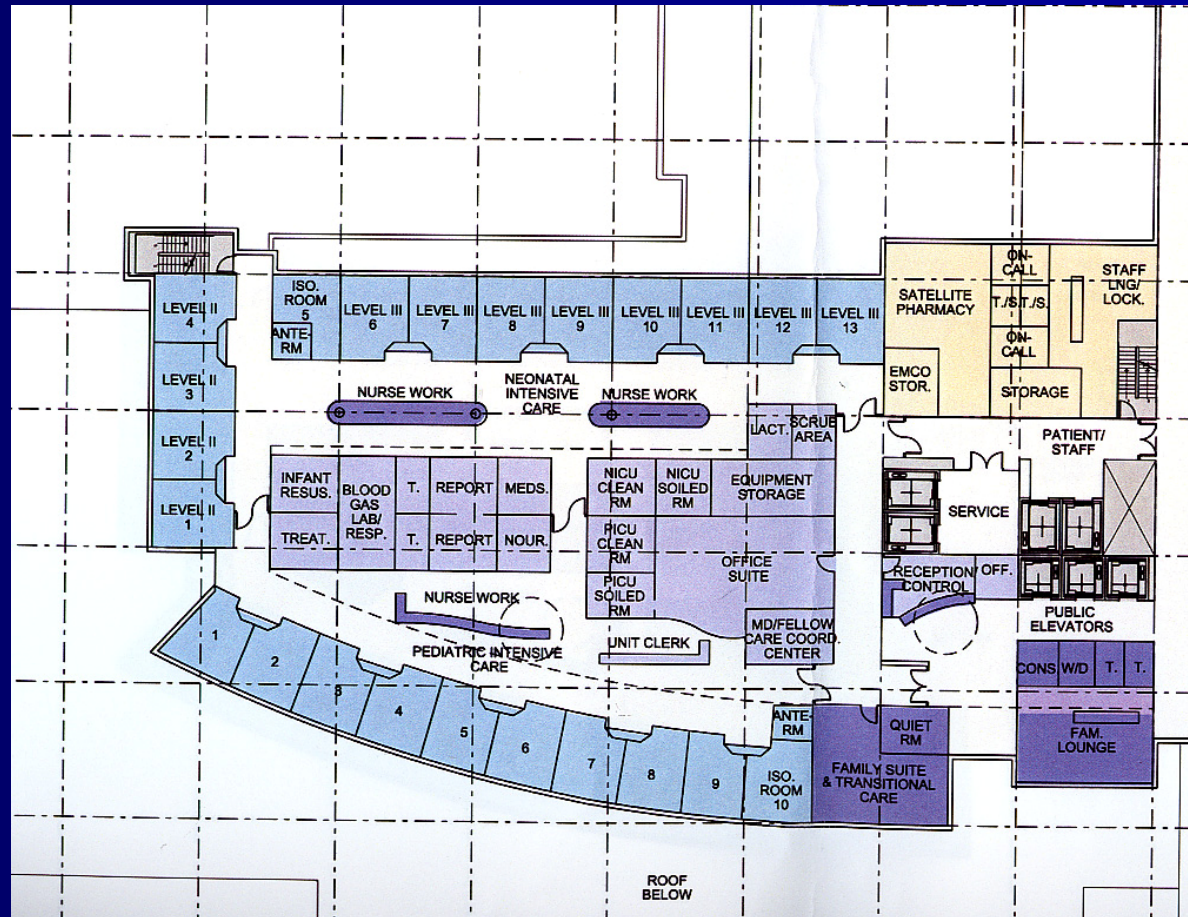 ON-
CALL
STAFF
LNG/
LOCK.
SATELLITE
PHARMACY
T./S.
T./S.
ON-
CALL
EMCO
STOR.
STORAGE
LEVEL II
4
LEVEL II
3
LEVEL II
2
LEVEL II
1
ISO.
ROOM
5
ANTE-
RM
LEVEL III
6
LEVEL III
7
LEVEL III
8
LEVEL III
9
LEVEL III
10
LEVEL III
11
LEVEL III
12
LEVEL III
13
NURSE WORK
NEONATAL
INTENSIVE
CARE
NURSE WORK
LACT.
SCRUB
AREA
PATIENT/
STAFF
INFANT
RESUS.
BLOOD
GAS
LAB/
RESP.
T.
REPORT
MEDS.
NICU
CLEAN
RM
NICU
SOILED
RM
EQUIPMENT
STORAGE
SERVICE
TREAT.
T.
REPORT
NOUR.
PICU
CLEAN
RM
OFFICE
SUITE
PICU
SOILED
RM
RECEPTION/
CONTROL
OFF.
NURSE WORK
PEDIATRIC INTENSIVE
CARE
UNIT CLERK
MD/FELLOW
CARE COORD.
CENTER
PUBLIC
ELEVATORS
CONS
W/D
T.
T.
1
2
3
4
5
6
7
8
9
ANTE-
RM
ISO.
ROOM
10
QUIET
RM
FAMILY SUITE
& TRANSITIONAL
CARE
FAM.
LOUNGE
ROOF
BELOW